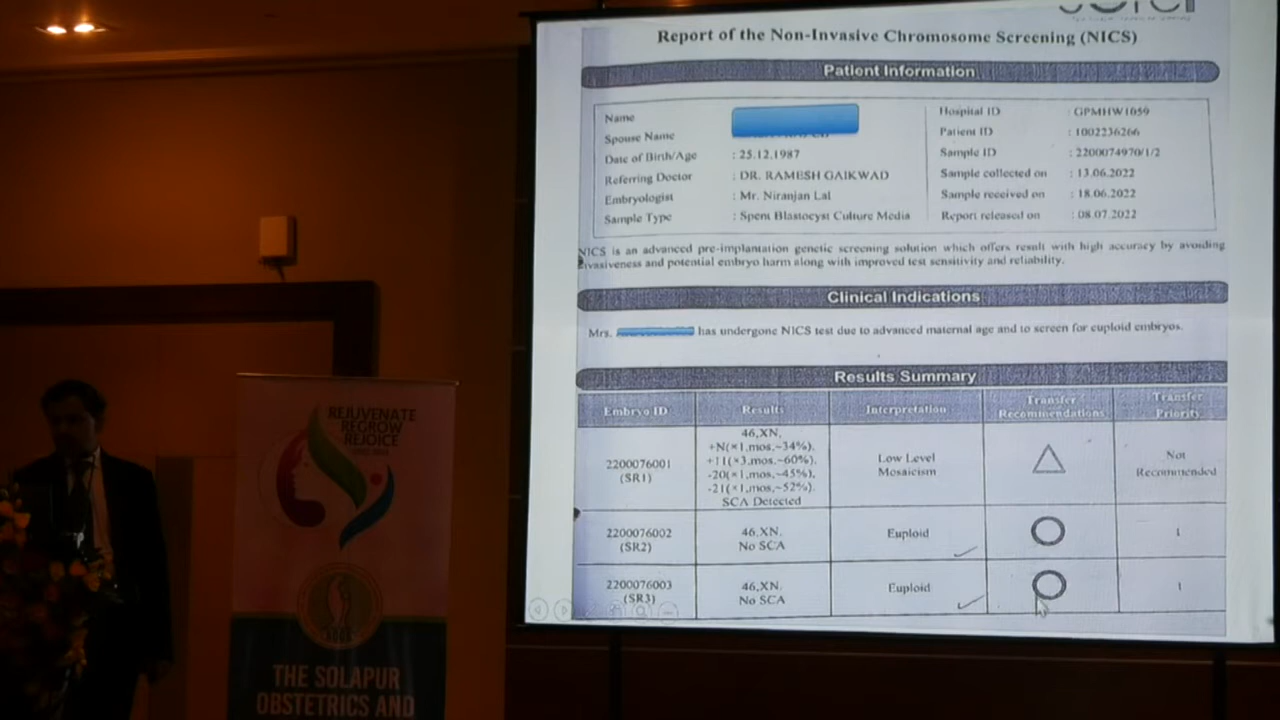 Report of the Non-Invasive Chromosome Screening (NICS)
Patient Information
Name
Spouse Name
Date of Birth/Age : 25.12.1987
Referring Doctor : DR. RAMESH GAIKWAD
Embryologist : Mr. Niranjan Lal
Sample Type : Spent Blastocyst Culture Media
Hospital ID : GPMHW1059
Patient ID : 1002236266
Sample ID : 2200074970/1/2
Sample collected on : 13.06.2022
Sample received on : 18.06.2022
Report released on : 08.07.2022
NICS is an advanced pre-implantation genetic screening solution which offers result with high accuracy by avoiding
invasiveness and potential embryo harm along with improved test sensitivity and reliability.
Clinical Indications
Mrs. has undergone NICS test due to advanced maternal age and to screen for euploid embryos.
Results Summary
Embryo ID Results Interpretation Transfer Recommendations Transfer Priority
2200076001
(SR1)
46,XN,
+N(×1,mos,~34%),
+11(×3,mos,~60%),
-20(×1,mos,~45%),
-21(×1,mos,~52%).
SCA Detected
Low Level
Mosaicism
Not
Recommended
2200076002
(SR2)
46,XN,
No SCA
Euploid
1
2200076003
(SR3)
46,XN,
No SCA
Euploid
1
REJUVENATE
REGROW
REJOICE
THE SOLAPUR
OBSTETRICS AND